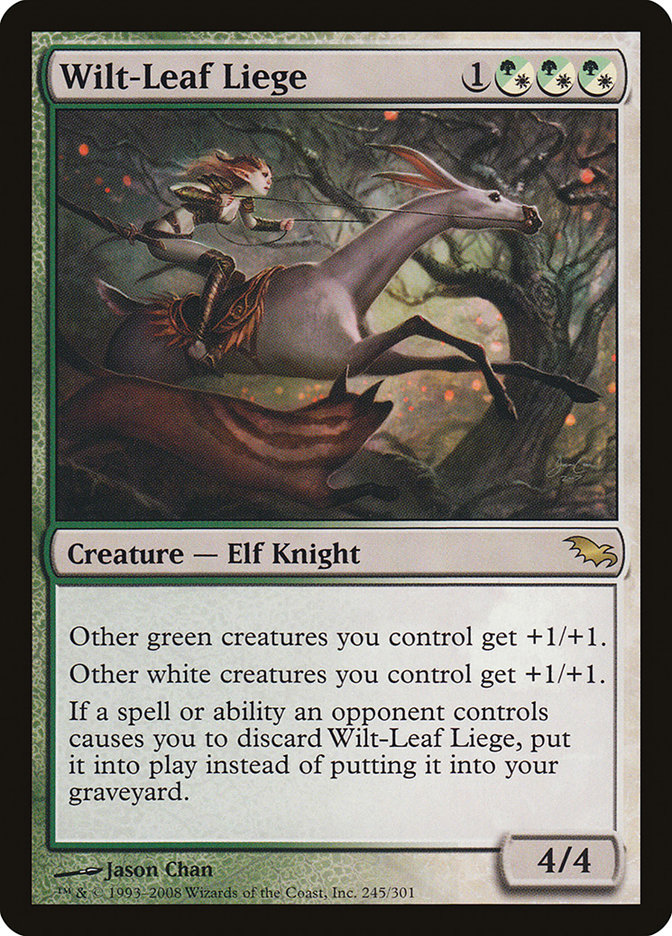 Wilt-Leaf Liege 1
Creature — Elf Knight
Other green creatures you control get +1/+1.
Other white creatures you control get +1/+1.
If a spell or ability an opponent controls
causes you to discard Wilt-Leaf Liege, put
it into play instead of putting it into your
graveyard.
4/4
Jason Chan
™ & © 1993–2008 Wizards of the Coast, Inc. 245/301